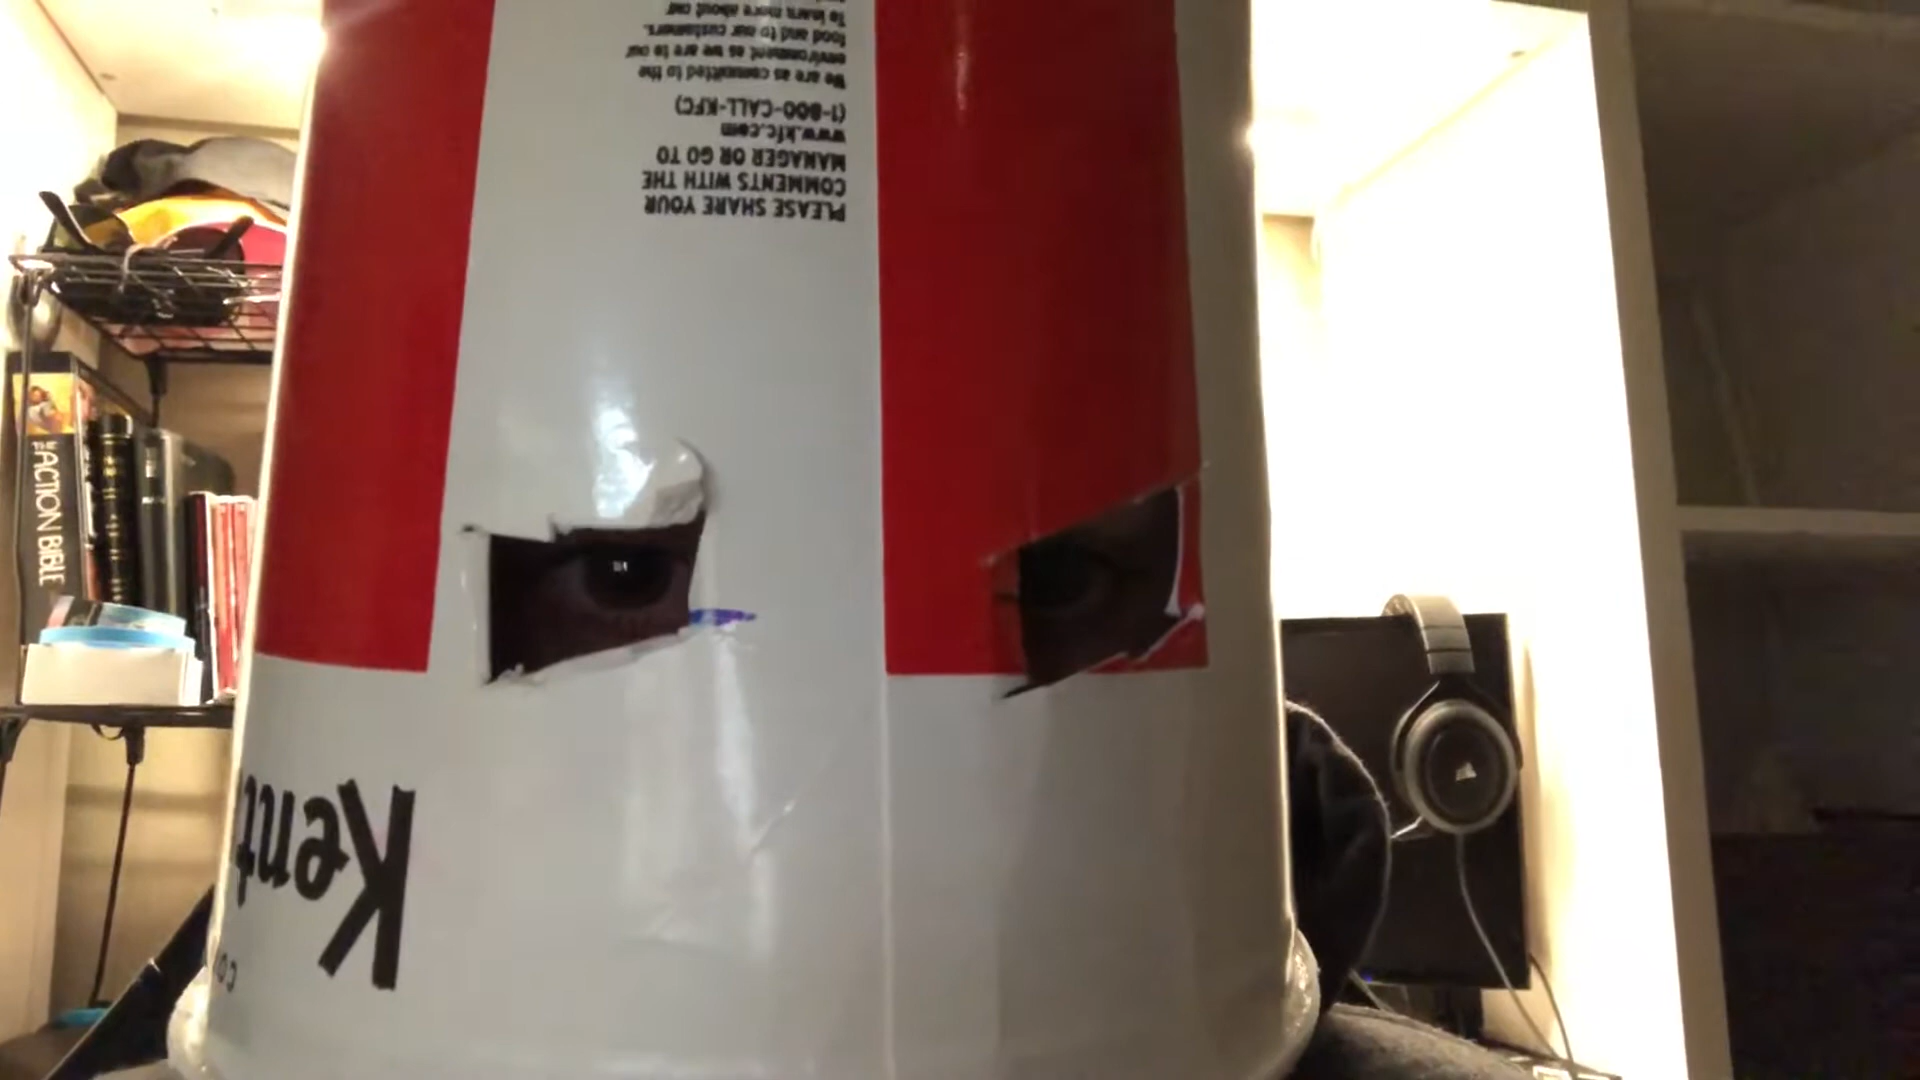 PLEASE SHARE YOUR
COMMENTS WITH THE
MANAGER OR GO TO
www.kfc.com
(1-800-CALL-KFC)
We are as committed to the
environment as we are to our
food and to our customers.
To learn more about our
Kent
CO
THE ACTION BIBLE